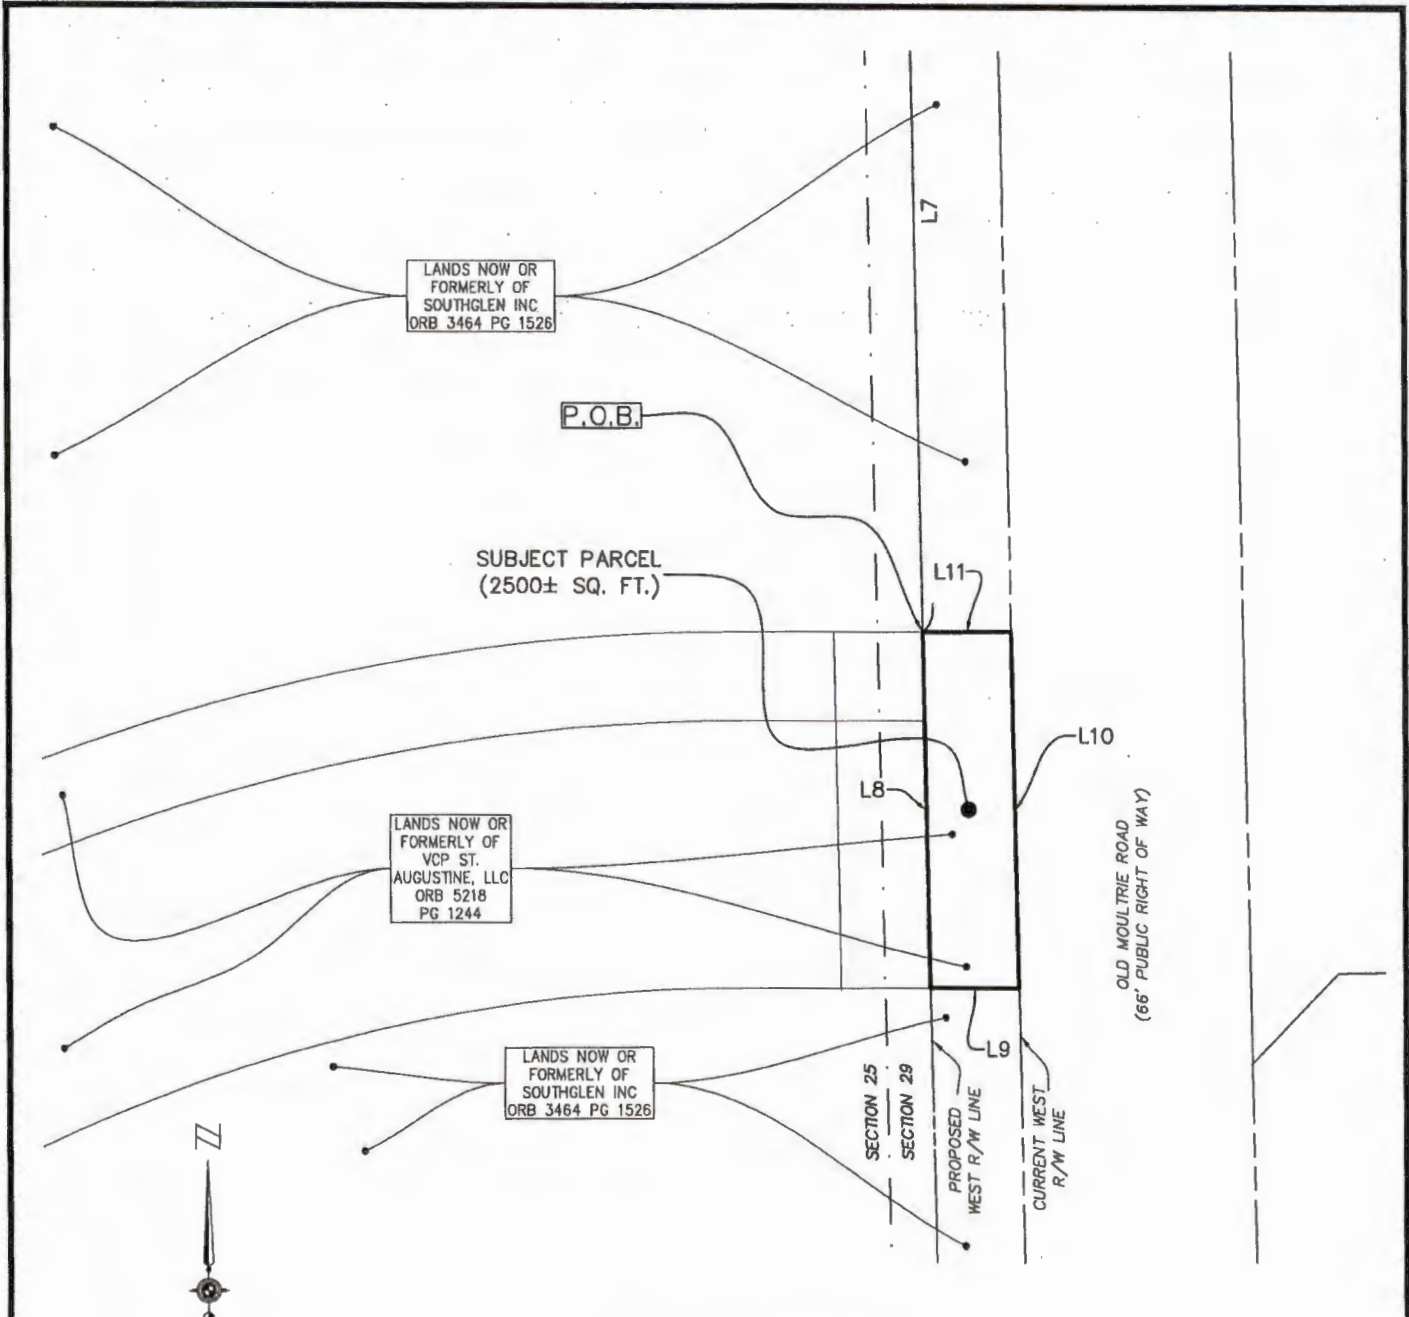 L7
LANDS NOW OR
FORMERLY OF
SOUTHGLEN INC
ORB 3464 PG 1526
P.O.B.
SUBJECT PARCEL
(2500± SQ. FT.)
L11
L10
L8
LANDS NOW OR
FORMERLY OF
VCP ST.
AUGUSTINE, LLC
ORB 5218
PG 1244
OLD MOULTRIE ROAD
(66' PUBLIC RIGHT OF WAY)
L9
LANDS NOW OR
FORMERLY OF
SOUTHGLEN INC
ORB 3464 PG 1526
SECTION 25
SECTION 29
PROPOSED
WEST R/W LINE
CURRENT WEST
R/W LINE
N